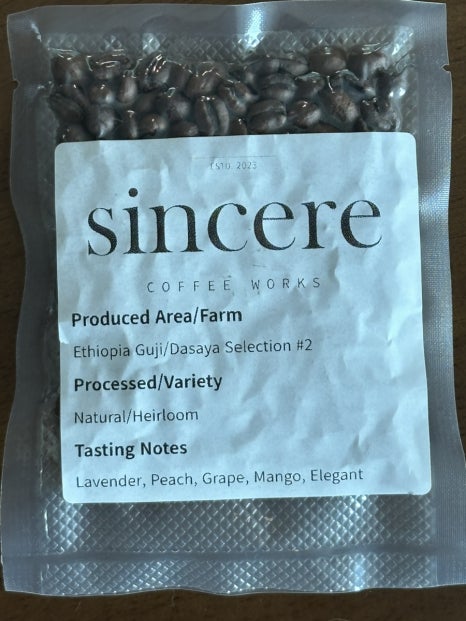 ESTD 2023
sincere
COFFEE WORKS
Produced Area/Farm
Ethiopia Guji/Dasaya Selection #2
Processed/Variety
Natural/Heirloom
Tasting Notes
Lavender, Peach, Grape, Mango, Elegant